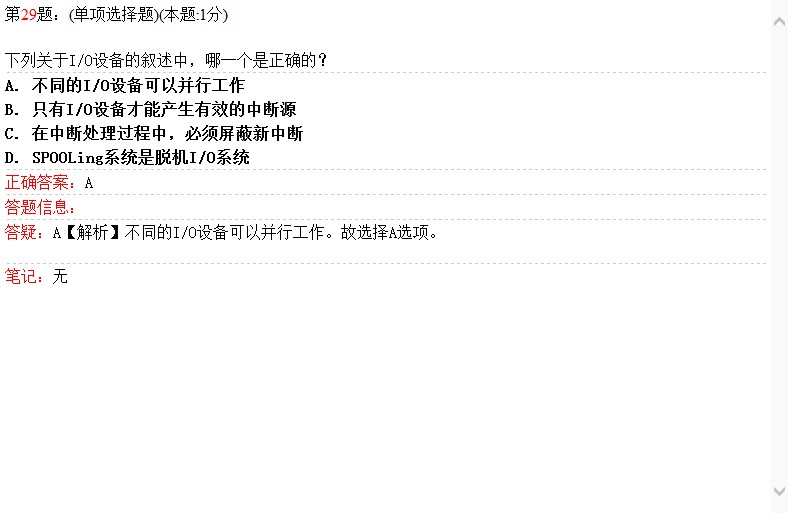 第29题：(单项选择题)(本题:1分)
下列关于I/O设备的叙述中，哪一个是正确的?
A. 不同的I/O设备可以并行工作
B. 只有I/O设备才能产生有效的中断源
C. 在中断处理过程中，必须屏蔽新中断
D. SPOOLing系统是脱机I/O系统
正确答案：A
答题信息：
答疑：A【解析】不同的I/O设备可以并行工作。故选择A选项。
笔记：无